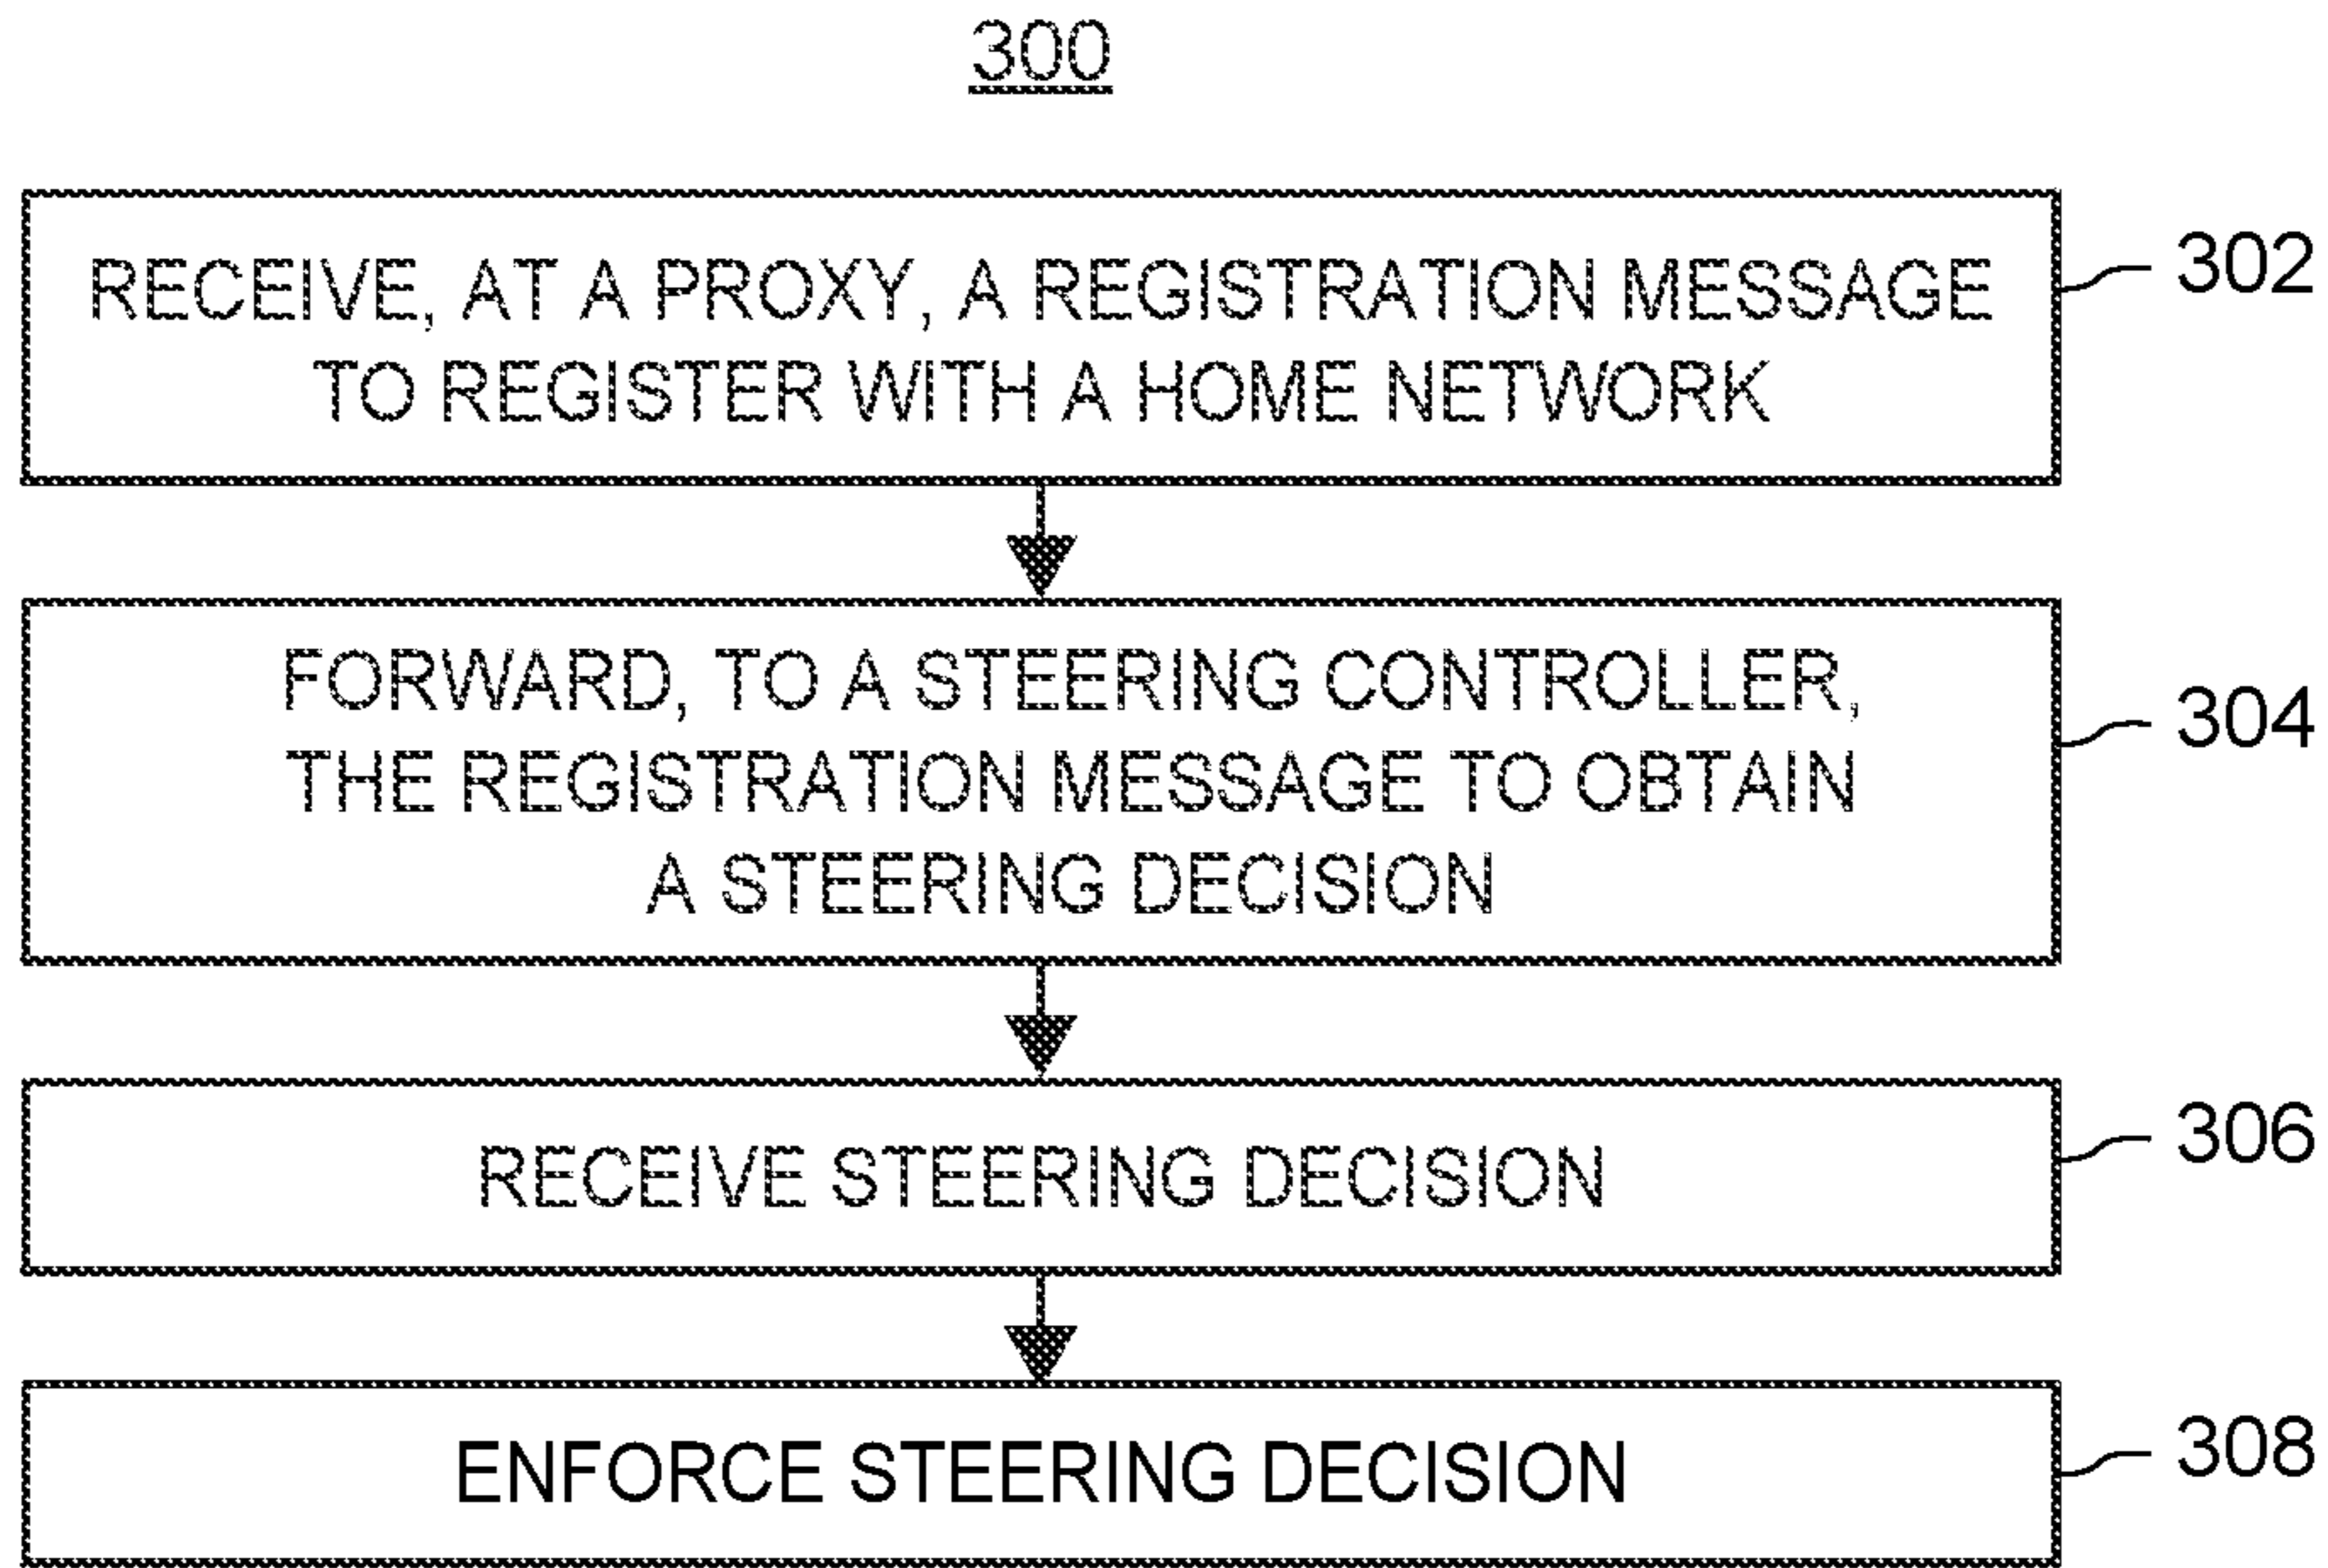 300
RECEIVE, AT A PROXY, A REGISTRATION MESSAGE
TO REGISTER WITH A HOME NETWORK
302
FORWARD, TO A STEERING CONTROLLER,
THE REGISTRATION MESSAGE TO OBTAIN
A STEERING DECISION
304
RECEIVE STEERING DECISION
306
ENFORCE STEERING DECISION
308